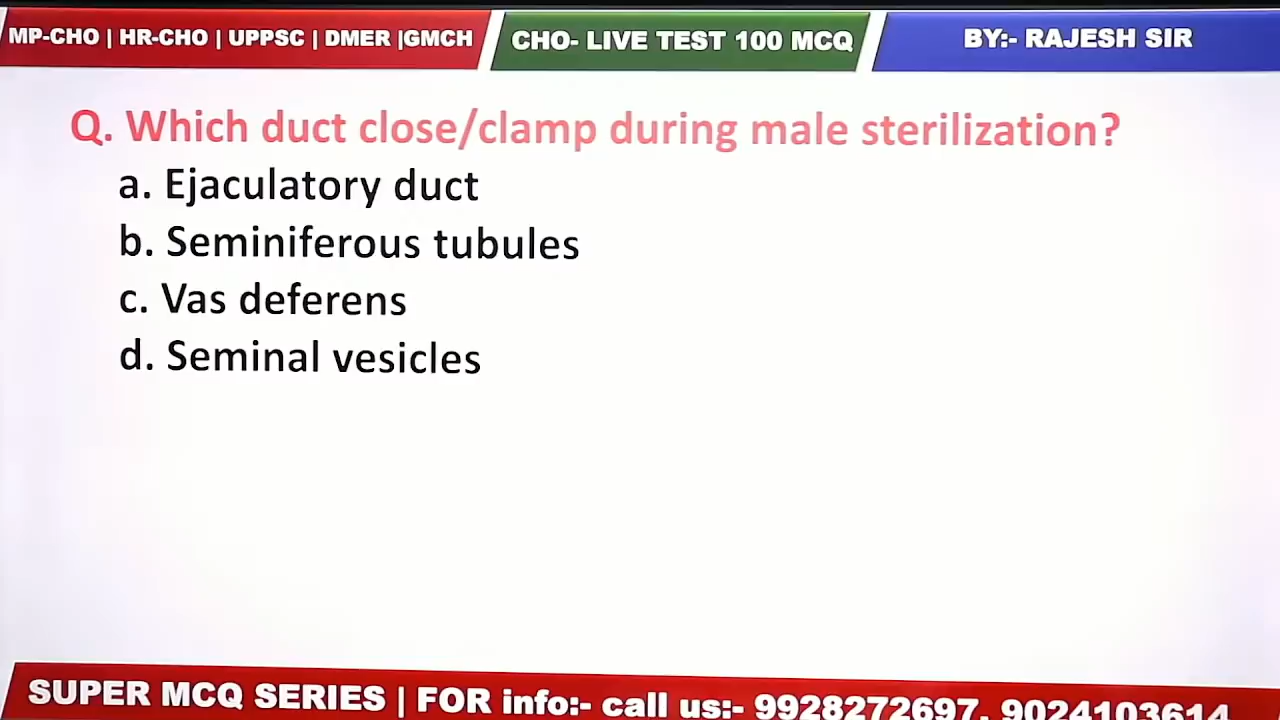 MP-CHO | HR-CHO | UPPSC | DMER |GMCH
CHO- LIVE TEST 100 MCQ
BY:- RAJESH SIR
Q. Which duct close/clamp during male sterilization?
a. Ejaculatory duct
b. Seminiferous tubules
c. Vas deferens
d. Seminal vesicles
SUPER MCQ SERIES | FOR info:- call us:- 9928272697, 9024103614